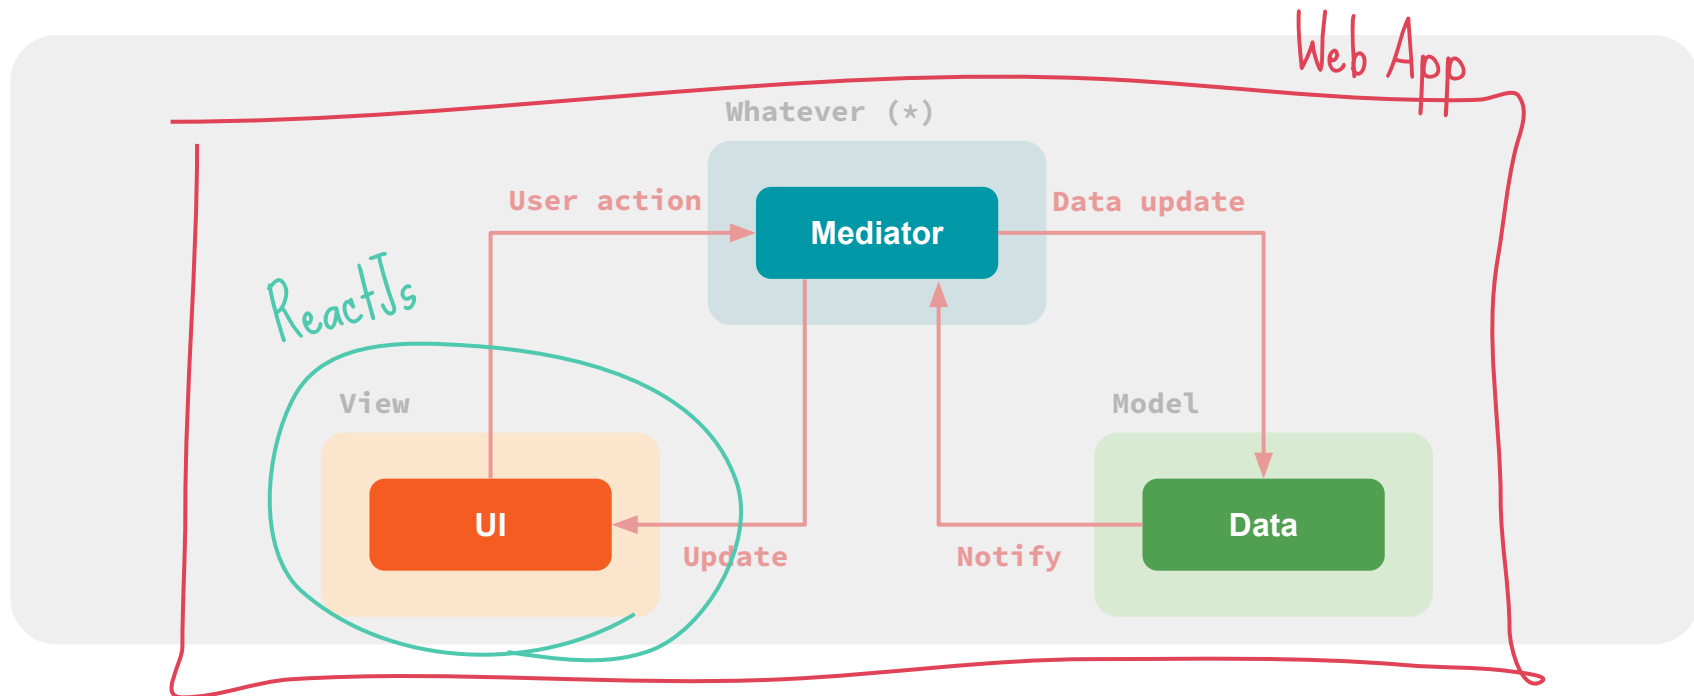 Web App
Whatever (*)
User action
Mediator
Data update
ReactJs
View
Model
UI
Data
Update
Notify